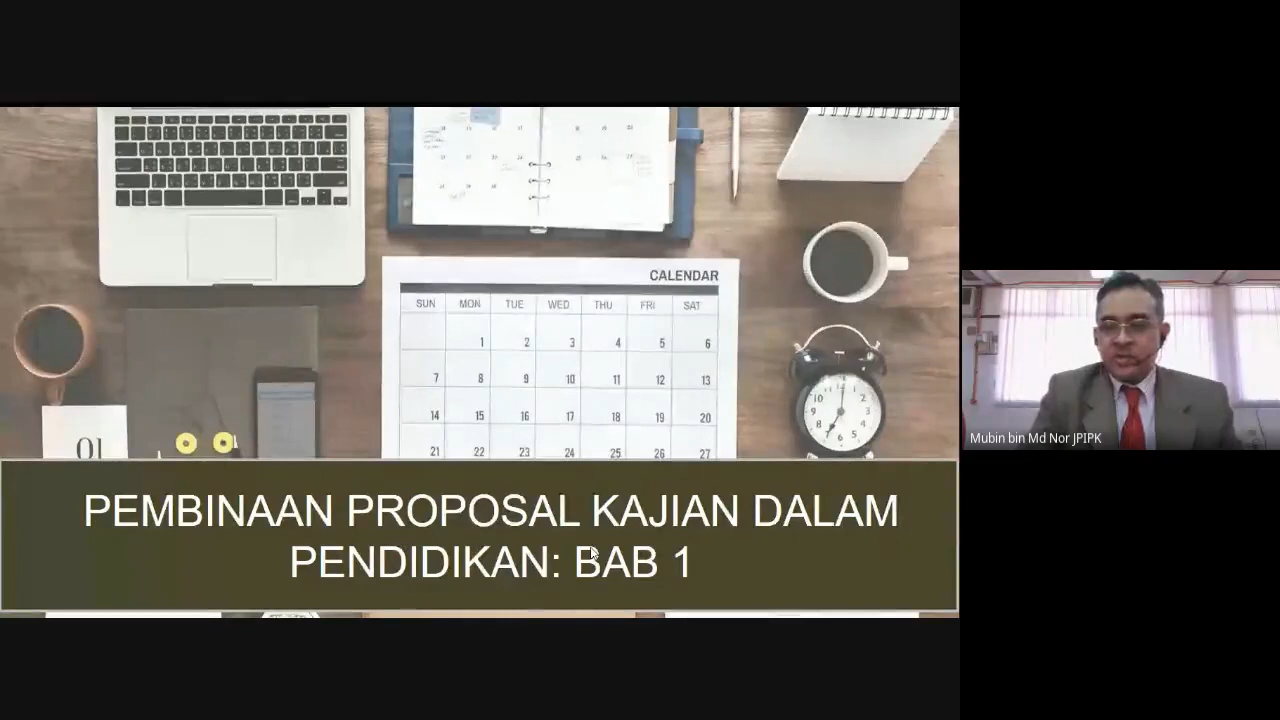 CALENDAR
SUN MON TUE WED THU FRI SAT
1 2 3 4 5 6
7 8 9 10 11 12 13
14 15 16 17 18 19 20
21 22 23 24 25 26 27
01
PEMBINAAN PROPOSAL KAJIAN DALAM
PENDIDIKAN: BAB 1
Mubin bin Md Nor JPIPK